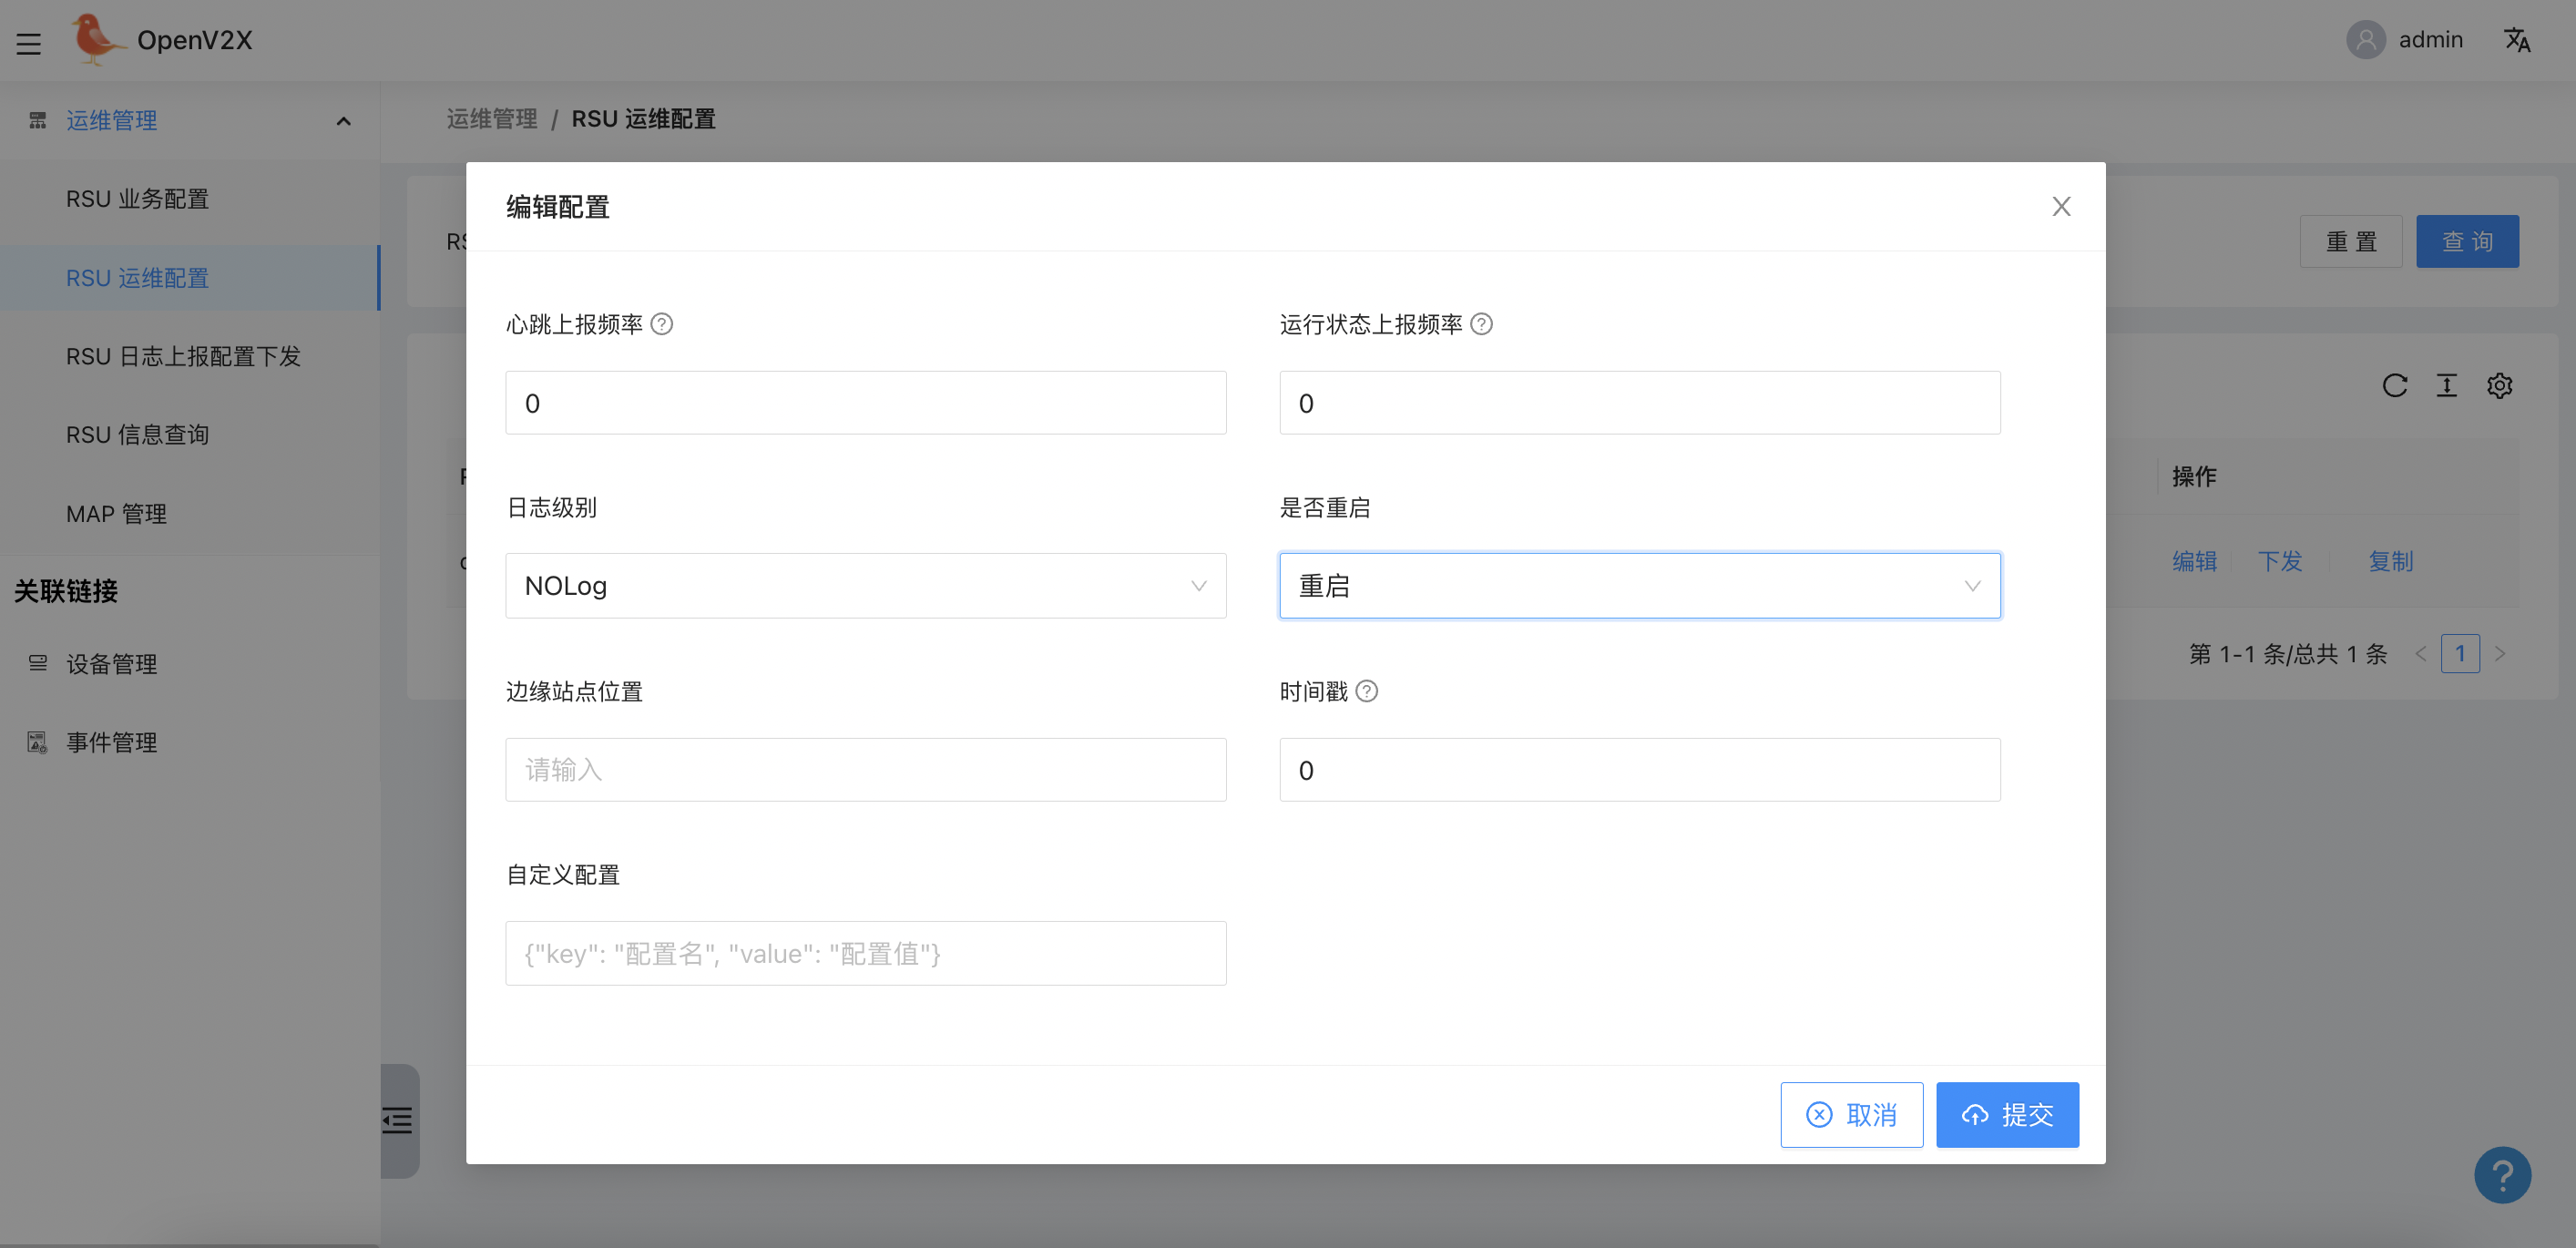 OpenV2X
admin
运维管理
RSU 业务配置
RSU 运维配置
RSU 日志上报配置下发
RSU 信息查询
MAP 管理
关联链接
设备管理
事件管理
运维管理 / RSU 运维配置
重置 查询
操作
编辑 下发 复制
第 1-1 条/总共 1 条 < 1 >
编辑配置
心跳上报频率 运行状态上报频率
0 0
日志级别 是否重启
NOLog 重启
边缘站点位置 时间戳
请输入 0
自定义配置
{"key": "配置名", "value": "配置值"}
取消 提交